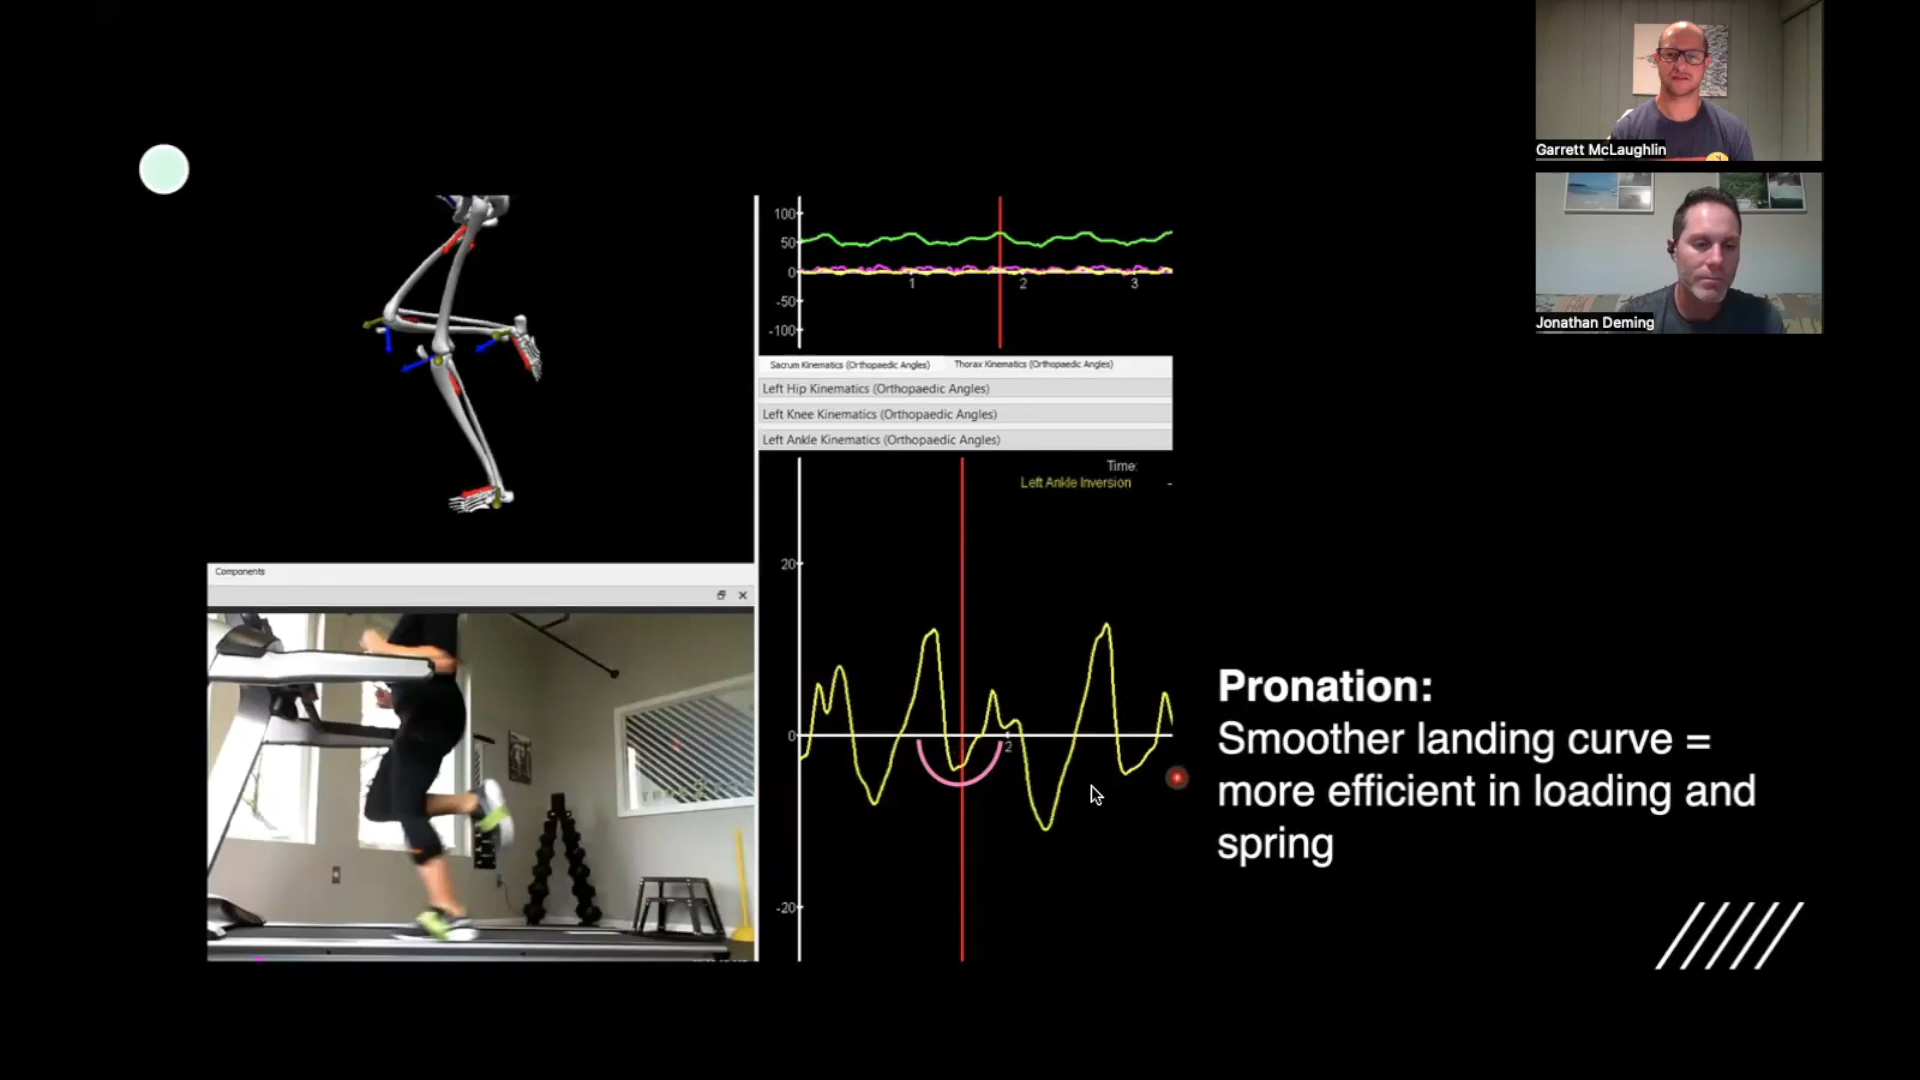 Garrett McLaughlin
Jonathan Deming
100
50
0
-50
-100
1
2
3
Sacrum Kinematics (Orthopaedic Angles)
Thorax Kinematics (Orthopaedic Angles)
Left Hip Kinematics (Orthopaedic Angles)
Left Knee Kinematics (Orthopaedic Angles)
Left Ankle Kinematics (Orthopaedic Angles)
Time:
Left Ankle Inversion -
20
0
2
-20
Components
Pronation:
Smoother landing curve =
more efficient in loading and
spring